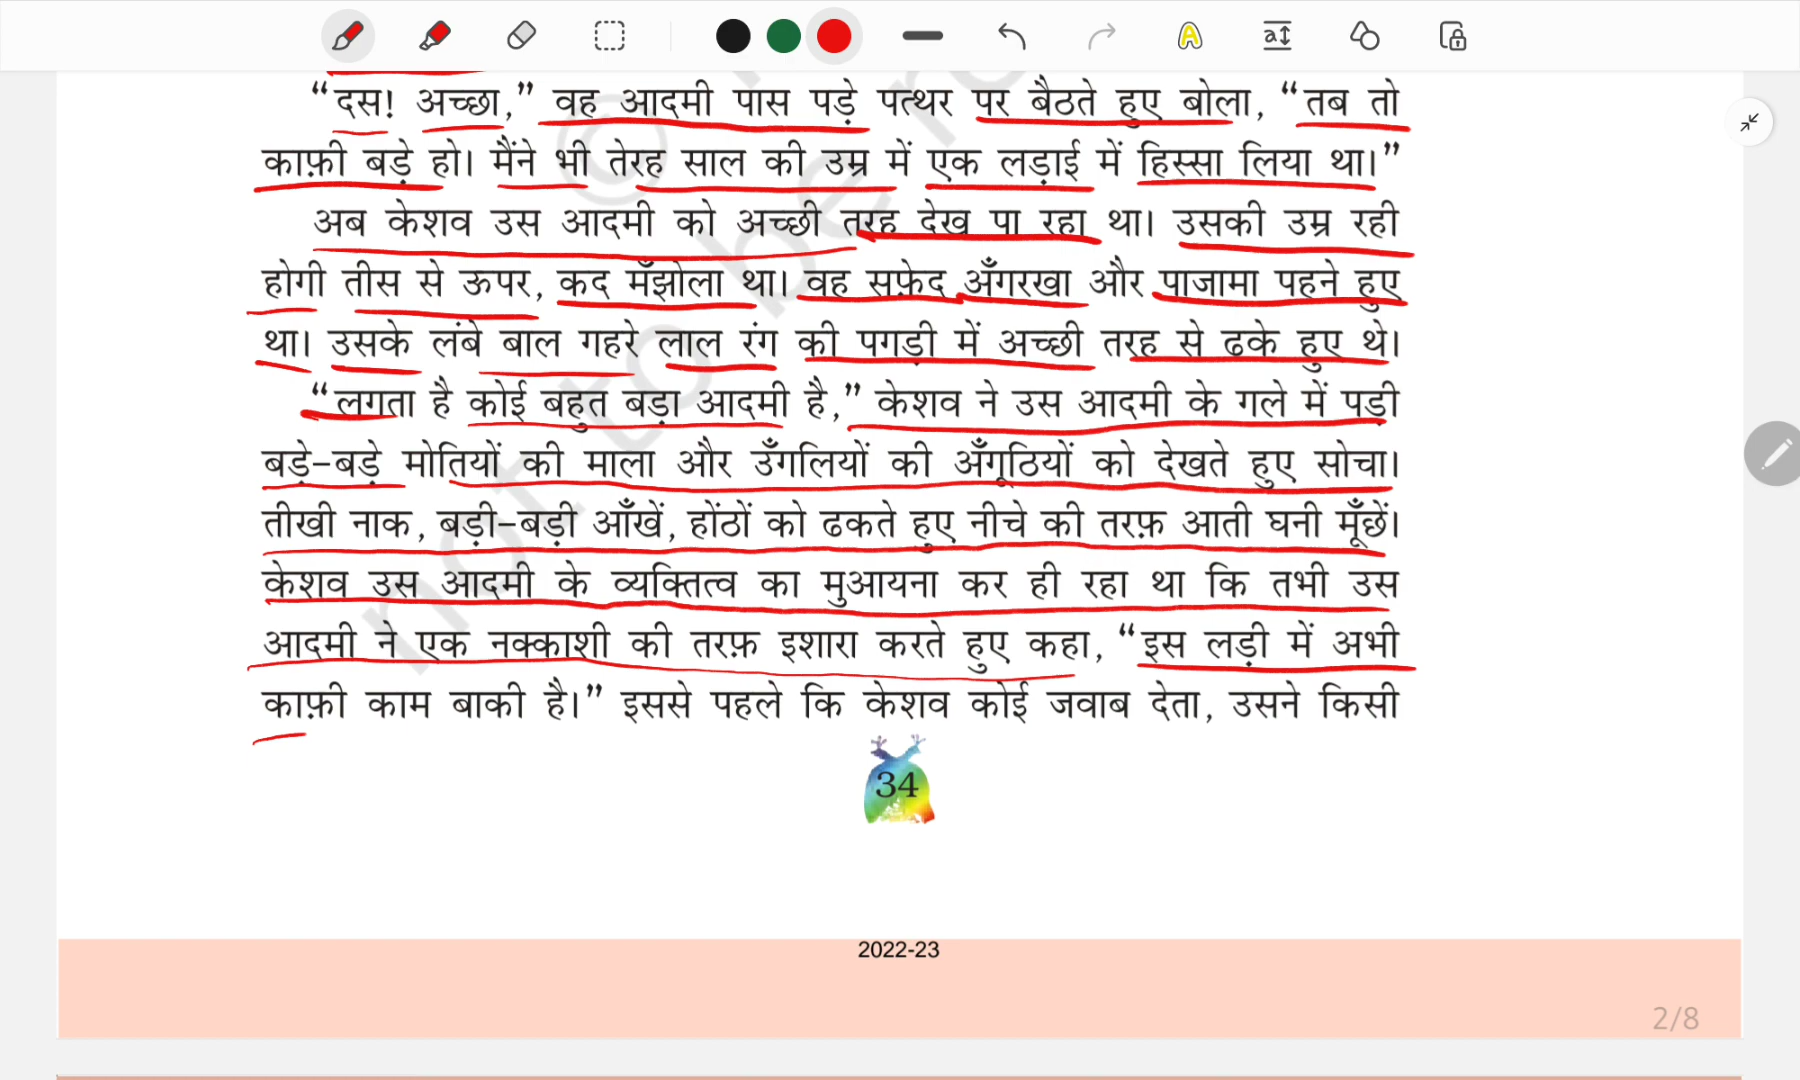 “दस! अच्छा,” वह आदमी पास पड़े पत्थर पर बैठते हुए बोला, “तब तो
काफ़ी बड़े हो। मैंने भी तेरह साल की उम्र में एक लड़ाई में हिस्सा लिया था।”
अब केशव उस आदमी को अच्छी तरह देख पा रहा था। उसकी उम्र रही
होगी तीस से ऊपर, कद मँझोला था। वह सफ़ेद अँगरखा और पाजामा पहने हुए
था। उसके लंबे बाल गहरे लाल रंग की पगड़ी में अच्छी तरह से ढके हुए थे।
“लगता है कोई बहुत बड़ा आदमी है,” केशव ने उस आदमी के गले में पड़ी
बड़े-बड़े मोतियों की माला और उँगलियों की अँगूठियों को देखते हुए सोचा।
तीखी नाक, बड़ी-बड़ी आँखें, होंठों को ढकते हुए नीचे की तरफ़ आती घनी मूँछें।
केशव उस आदमी के व्यक्तित्व का मुआयना कर ही रहा था कि तभी उस
आदमी ने एक नक्काशी की तरफ़ इशारा करते हुए कहा, “इस लड़ी में अभी
काफ़ी काम बाकी है।” इससे पहले कि केशव कोई जवाब देता, उसने किसी
34
2022-23
2/8